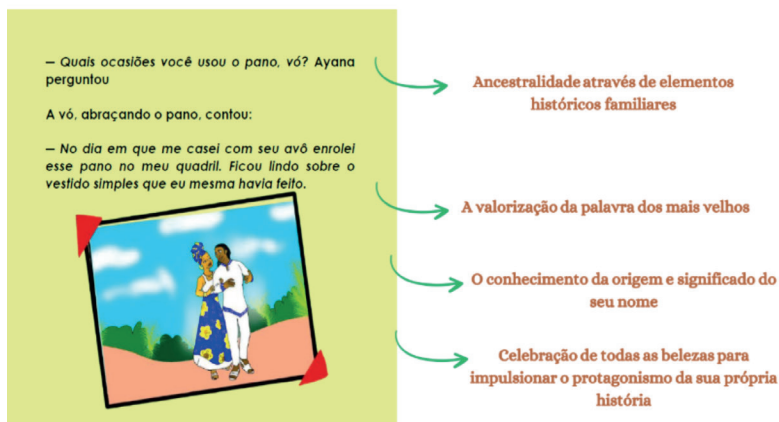 – Quais ocasiões você usou o pano, vó? Ayana
perguntou
A vó, abraçando o pano, contou:
– No dia em que me casei com seu avô enrolei
esse pano no meu quadril. Ficou lindo sobre o
vestido simples que eu mesma havia feito.
Ancestralidade através de elementos
históricos familiares
A valorização da palavra dos mais velhos
O conhecimento da origem e significado do
seu nome
Celebração de todas as belezas para
impulsionar o protagonismo da sua própria
história